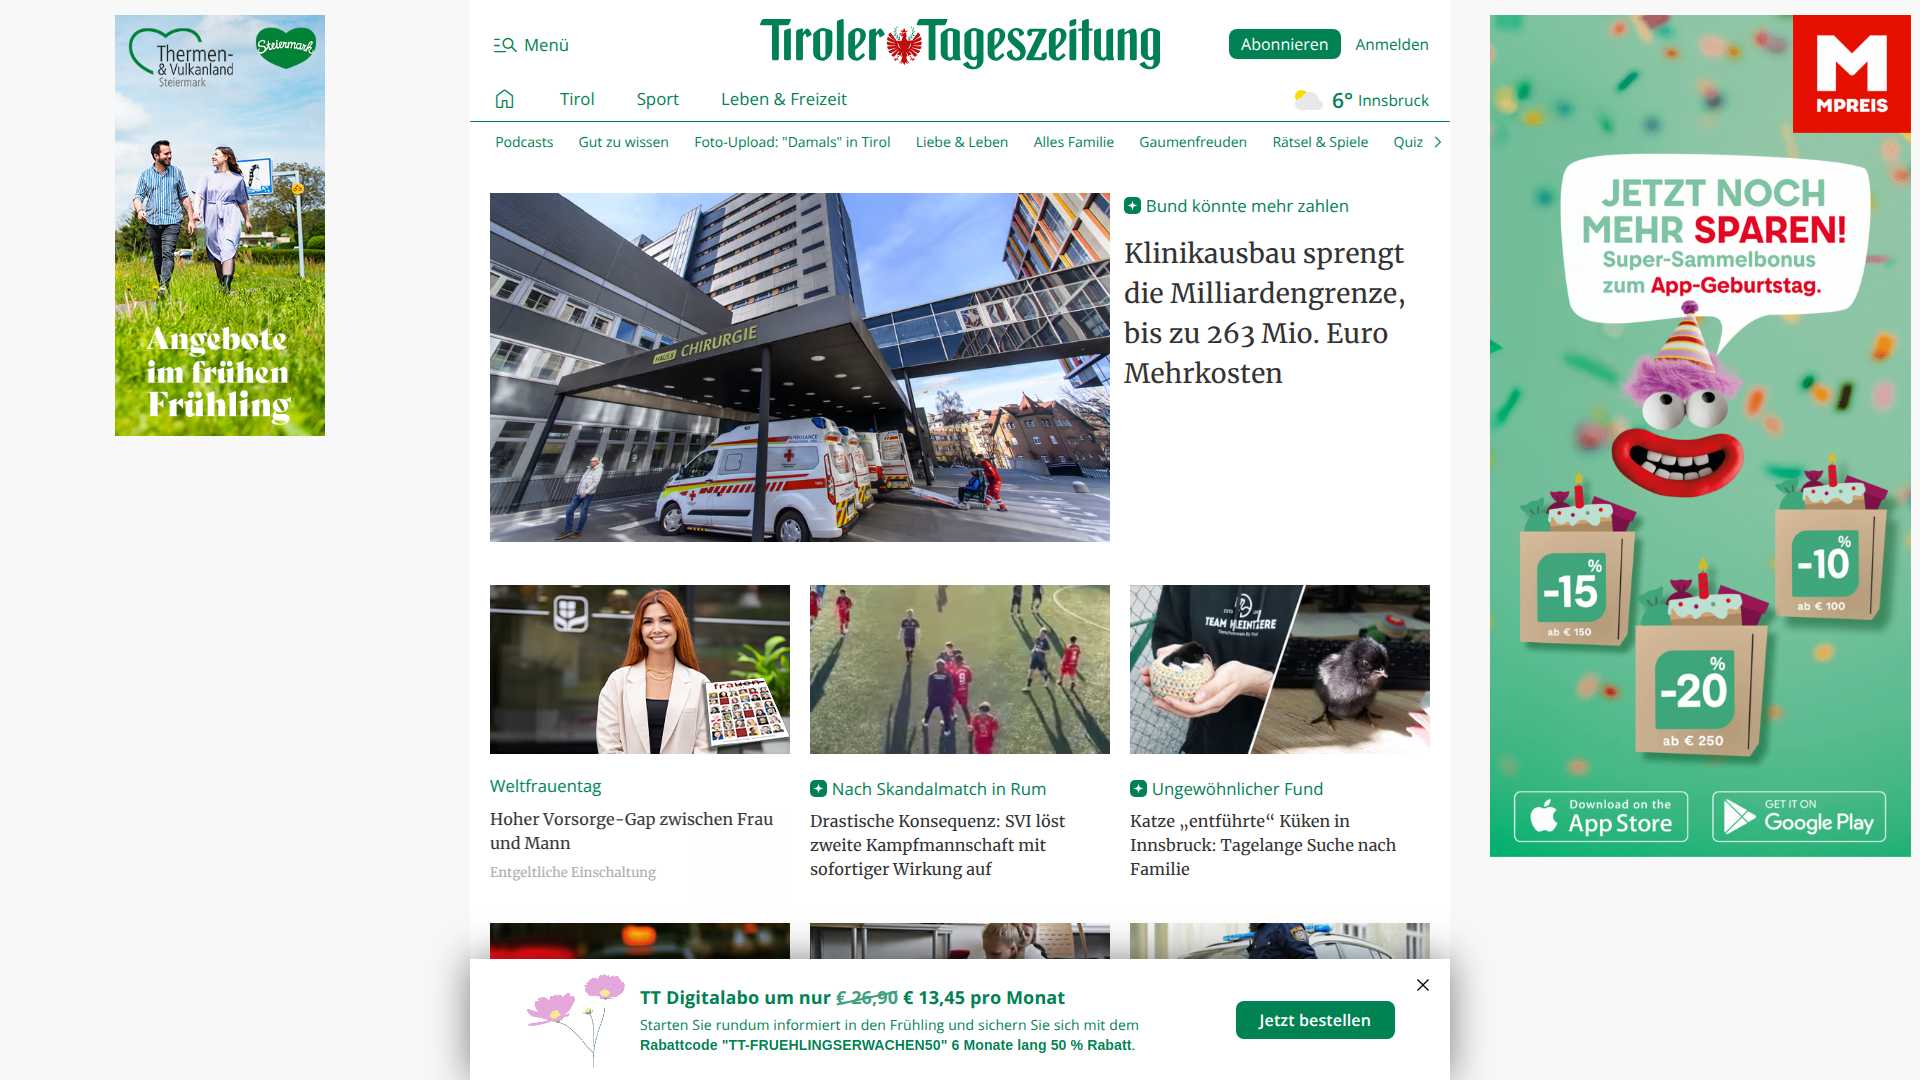 Thermen-
& Vulkanland
Steiermark
Steiermark
Angebote
im frühen
Frühling
Menü
Tiroler Tageszeitung
Abonnieren
Anmelden
Tirol
Sport
Leben & Freizeit
6° Innsbruck
Podcasts
Gut zu wissen
Foto-Upload: "Damals" in Tirol
Liebe & Leben
Alles Familie
Gaumenfreuden
Rätsel & Spiele
Quiz
HAUS 1 CHIRURGIE
AMBULANCE
Bund könnte mehr zahlen
Klinikausbau sprengt
die Milliardengrenze,
bis zu 263 Mio. Euro
Mehrkosten
frauen
TEAM KLEINTIERE
Weltfrauentag
Hoher Vorsorge-Gap zwischen Frau
und Mann
Entgeltliche Einschaltung
Nach Skandalmatch in Rum
Drastische Konsequenz: SVI löst
zweite Kampfmannschaft mit
sofortiger Wirkung auf
Ungewöhnlicher Fund
Katze „entführte“ Küken in
Innsbruck: Tagelange Suche nach
Familie
TT Digitalabo um nur € 26,90 € 13,45 pro Monat
Starten Sie rundum informiert in den Frühling und sichern Sie sich mit dem
Rabattcode "TT-FRUEHLINGSERWACHEN50" 6 Monate lang 50 % Rabatt.
Jetzt bestellen
MPREIS
JETZT NOCH
MEHR SPAREN!
Super-Sammelbonus
zum App-Geburtstag.
-15%
ab € 150
-10%
ab € 100
-20%
ab € 250
Download on the
App Store
GET IT ON
Google Play